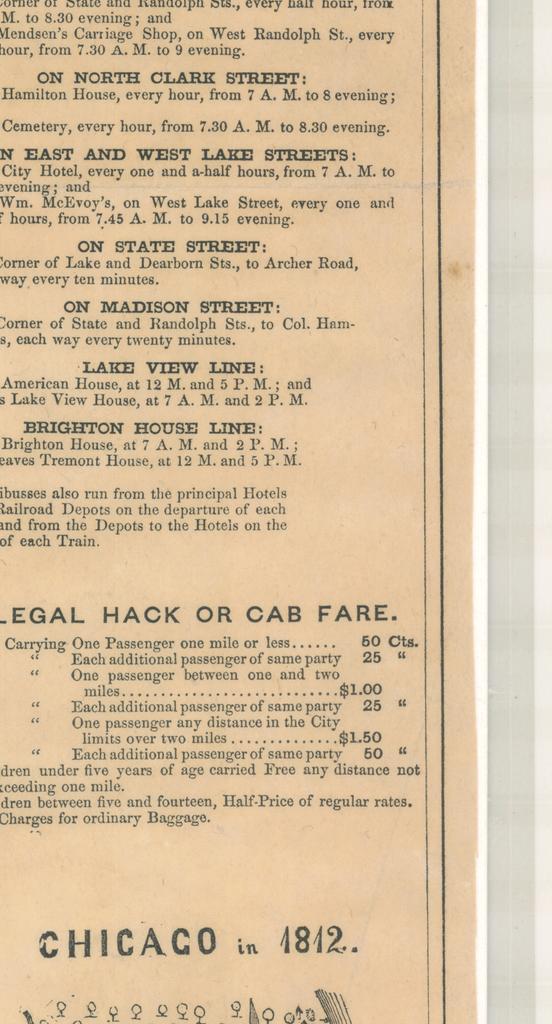 Corner of State and Randolph Sts., every half hour, from
M. to 8.30 evening; and
Mendsen's Carriage Shop, on West Randolph St., every
hour, from 7.30 A. M. to 9 evening.
ON NORTH CLARK STREET:
Hamilton House, every hour, from 7 A. M. to 8 evening;
Cemetery, every hour, from 7.30 A. M. to 8.30 evening.
N EAST AND WEST LAKE STREETS:
City Hotel, every one and a-half hours, from 7 A. M. to
evening; and
Wm. McEvoy's, on West Lake Street, every one and
f hours, from 7.45 A. M. to 9.15 evening.
ON STATE STREET:
Corner of Lake and Dearborn Sts., to Archer Road,
way every ten minutes.
ON MADISON STREET:
Corner of State and Randolph Sts., to Col. Ham-
s, each way every twenty minutes.
LAKE VIEW LINE:
American House, at 12 M. and 5 P. M.; and
s Lake View House, at 7 A. M. and 2 P. M.
BRIGHTON HOUSE LINE:
Brighton House, at 7 A. M. and 2 P. M.;
eaves Tremont House, at 12 M. and 5 P. M.
ibusses also run from the principal Hotels
Railroad Depots on the departure of each
and from the Depots to the Hotels on the
of each Train.
LEGAL HACK OR CAB FARE.
Carrying One Passenger one mile or less...... 50 Cts.
" Each additional passenger of same party 25 "
" One passenger between one and two
miles............................$1.00
" Each additional passenger of same party 25 "
" One passenger any distance in the City
limits over two miles..............$1.50
" Each additional passenger of same party 50 "
dren under five years of age carried Free any distance not
xceeding one mile.
dren between five and fourteen, Half-Price of regular rates.
Charges for ordinary Baggage.
CHICAGO in 1812.